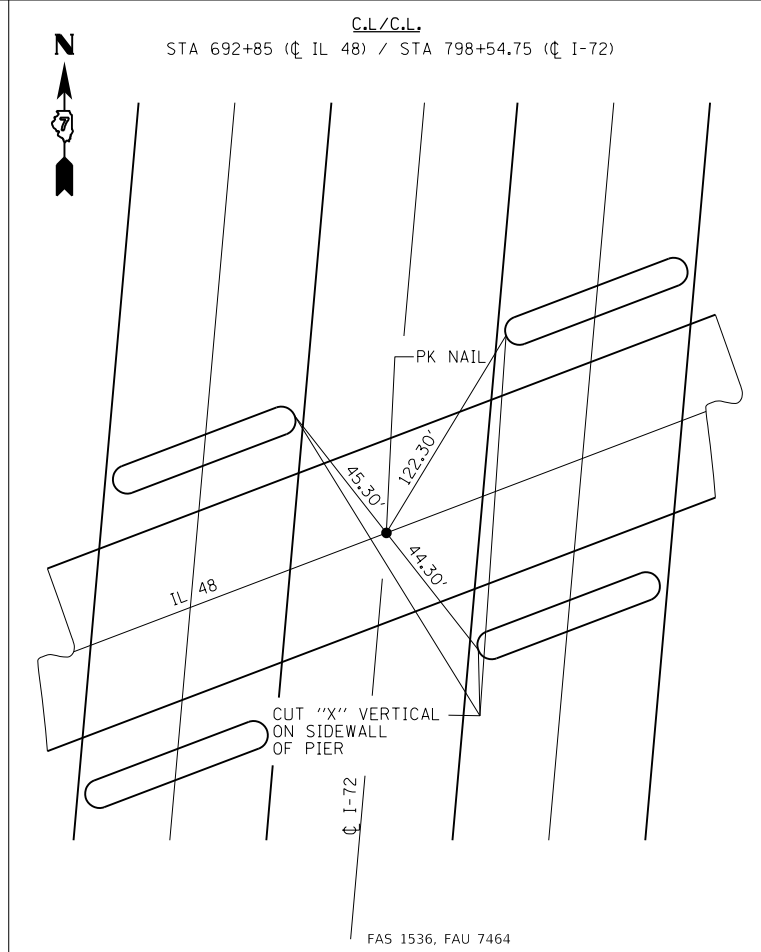 C.L/C.L.
STA 692+85 (℄ IL 48) / STA 798+54.75 (℄ I-72)
N
7
PK NAIL
122.30'
45.30'
44.30'
IL 48
CUT "X" VERTICAL
ON SIDEWALL
OF PIER
℄ I-72
FAS 1536, FAU 7464